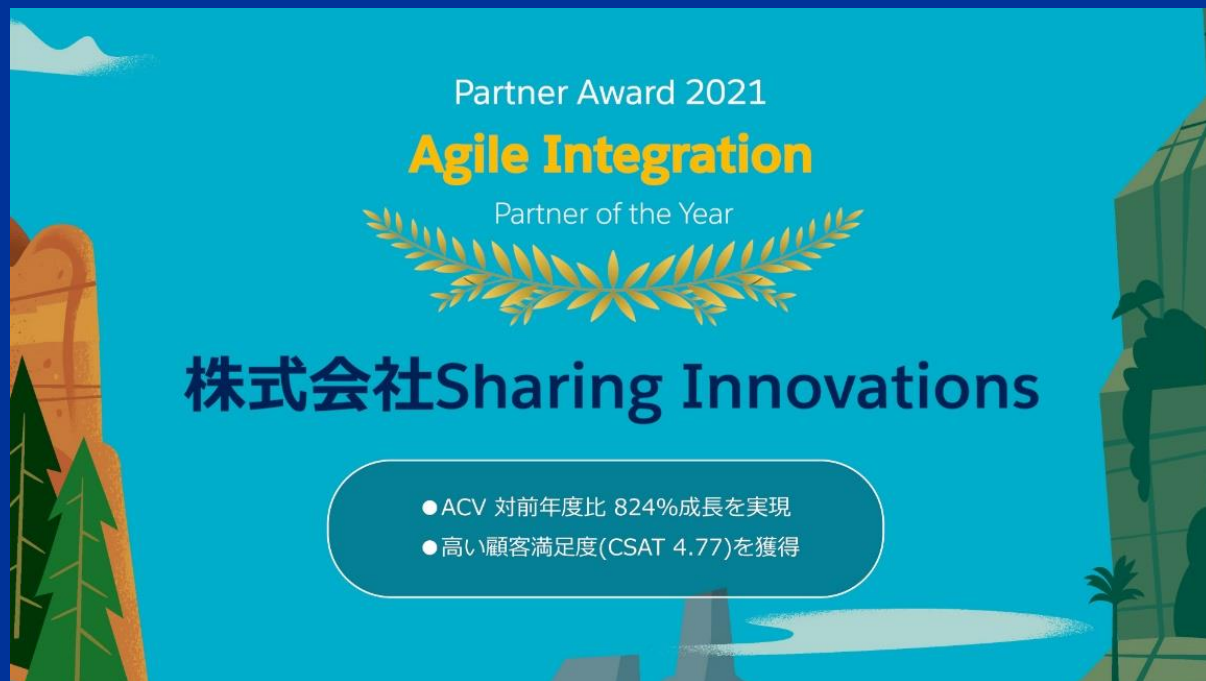 Partner Award 2021
Agile Integration
Partner of the Year
株式会社Sharing Innovations
●ACV 対前年度比 824%成長を実現
●高い顧客満足度(CSAT 4.77)を獲得